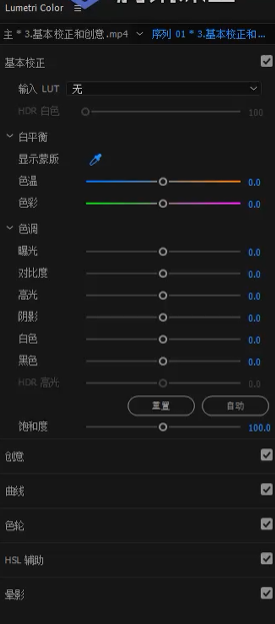 Lumetri Color
主 * 3.基本校正和创意.mp4 序列 01 * 3.基本校正和...
基本校正
输入 LUT 无
HDR 白色 100
白平衡
显示蒙版
色温 0.0
色彩 0.0
色调
曝光 0.0
对比度 0.0
高光 0.0
阴影 0.0
白色 0.0
黑色 0.0
HDR 高光 0.0
重置 自动
饱和度 100.0
创意
曲线
色轮
HSL 辅助
晕影